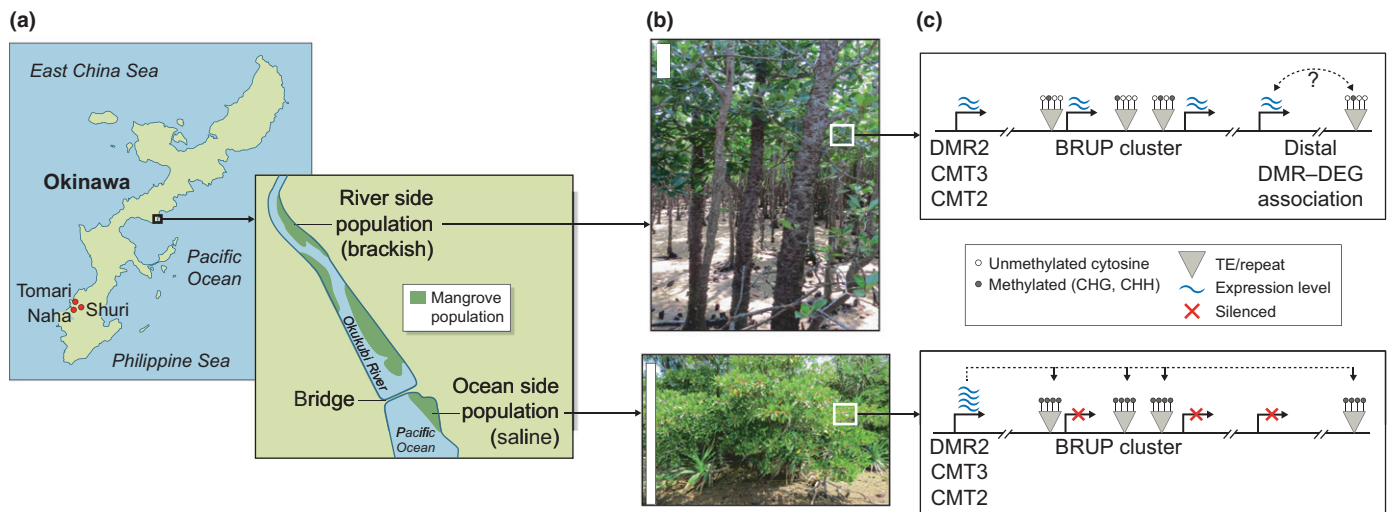 (a)
East China Sea
Okinawa
Pacific
Ocean
Tomari
Shuri
Naha
Philippine Sea
River side
population
(brackish)
Mangrove
population
Okukubi River
Bridge
Ocean side
population
(saline)
Pacific
Ocean
(b)
(c)
?
DMR2
CMT3
CMT2
BRUP cluster
Distal
DMR–DEG
association
Unmethylated cytosine
Methylated (CHG, CHH)
TE/repeat
Expression level
Silenced
DMR2
CMT3
CMT2
BRUP cluster